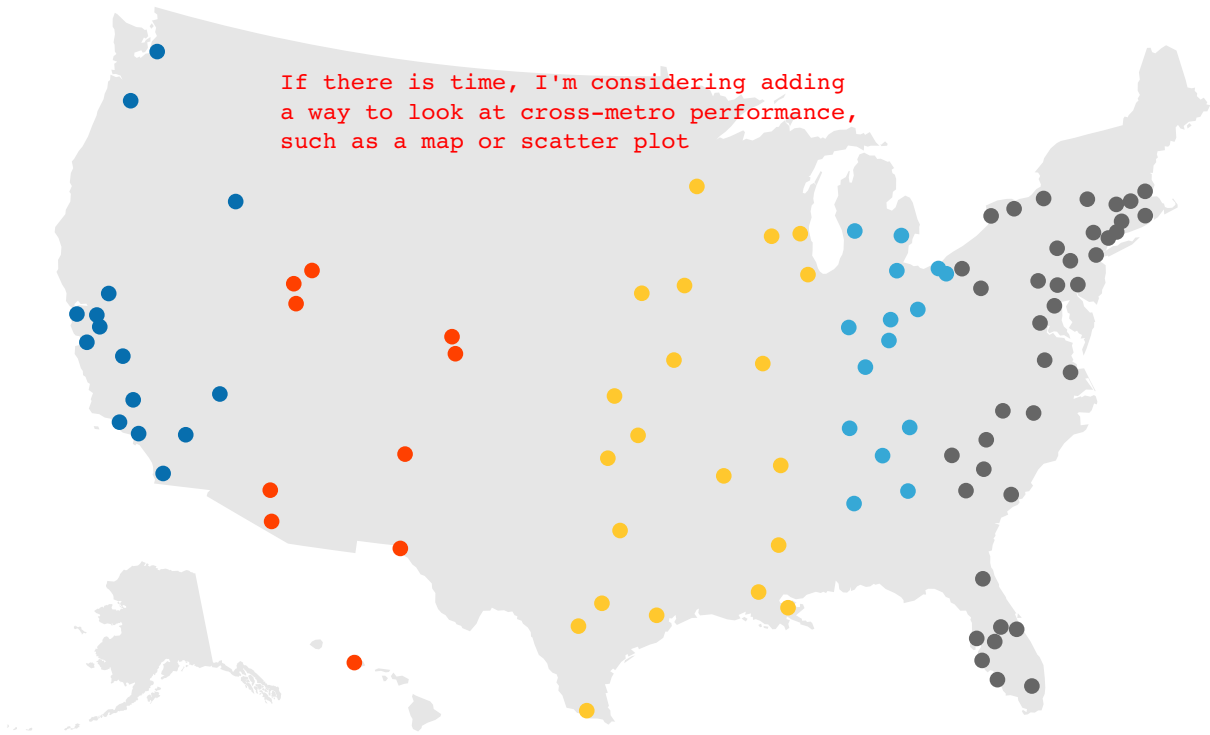 If there is time, I'm considering adding
a way to look at cross-metro performance,
such as a map or scatter plot